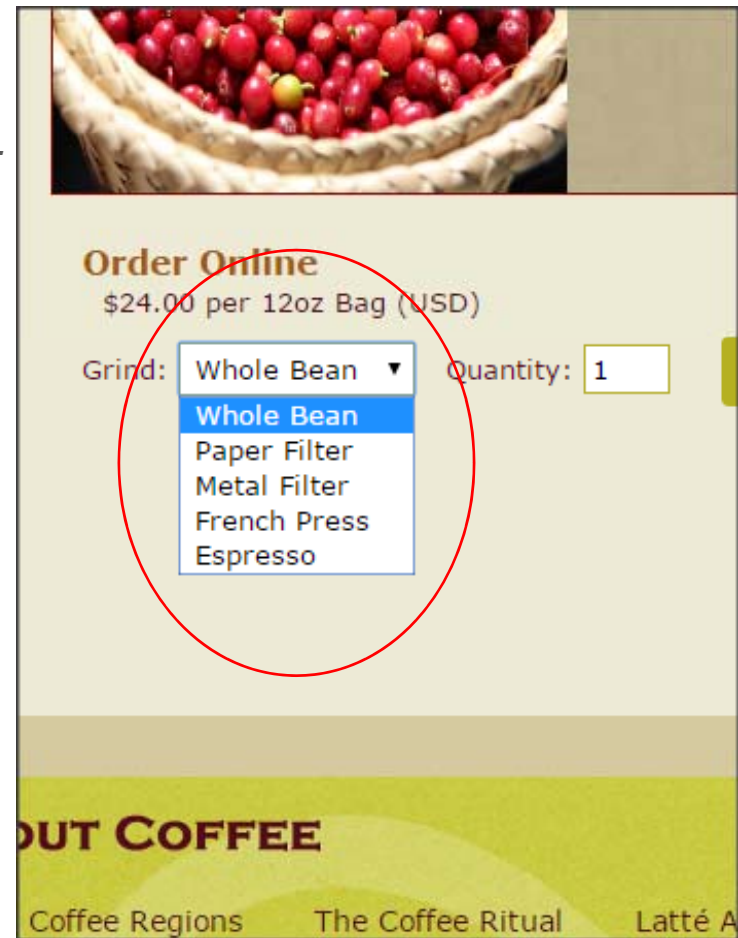 Order Online
$24.00 per 12oz Bag (USD)
Grind: Whole Bean ▼ Quantity: 1
Whole Bean
Paper Filter
Metal Filter
French Press
Espresso
OUT COFFEE
Coffee Regions The Coffee Ritual Latté A